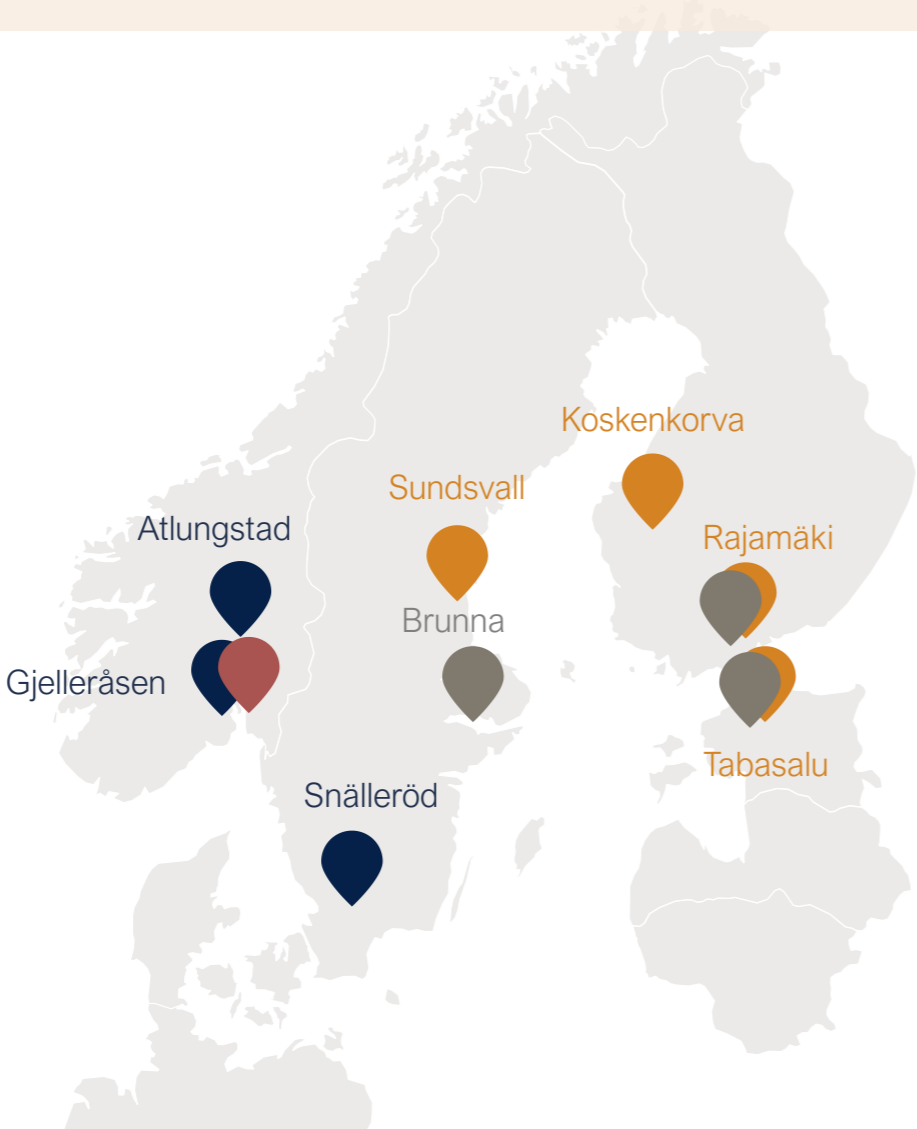 Koskenkorva
Sundsvall
Atlungstad
Rajamäki
Brunna
Gjelleråsen
Tabasalu
Snälleröd